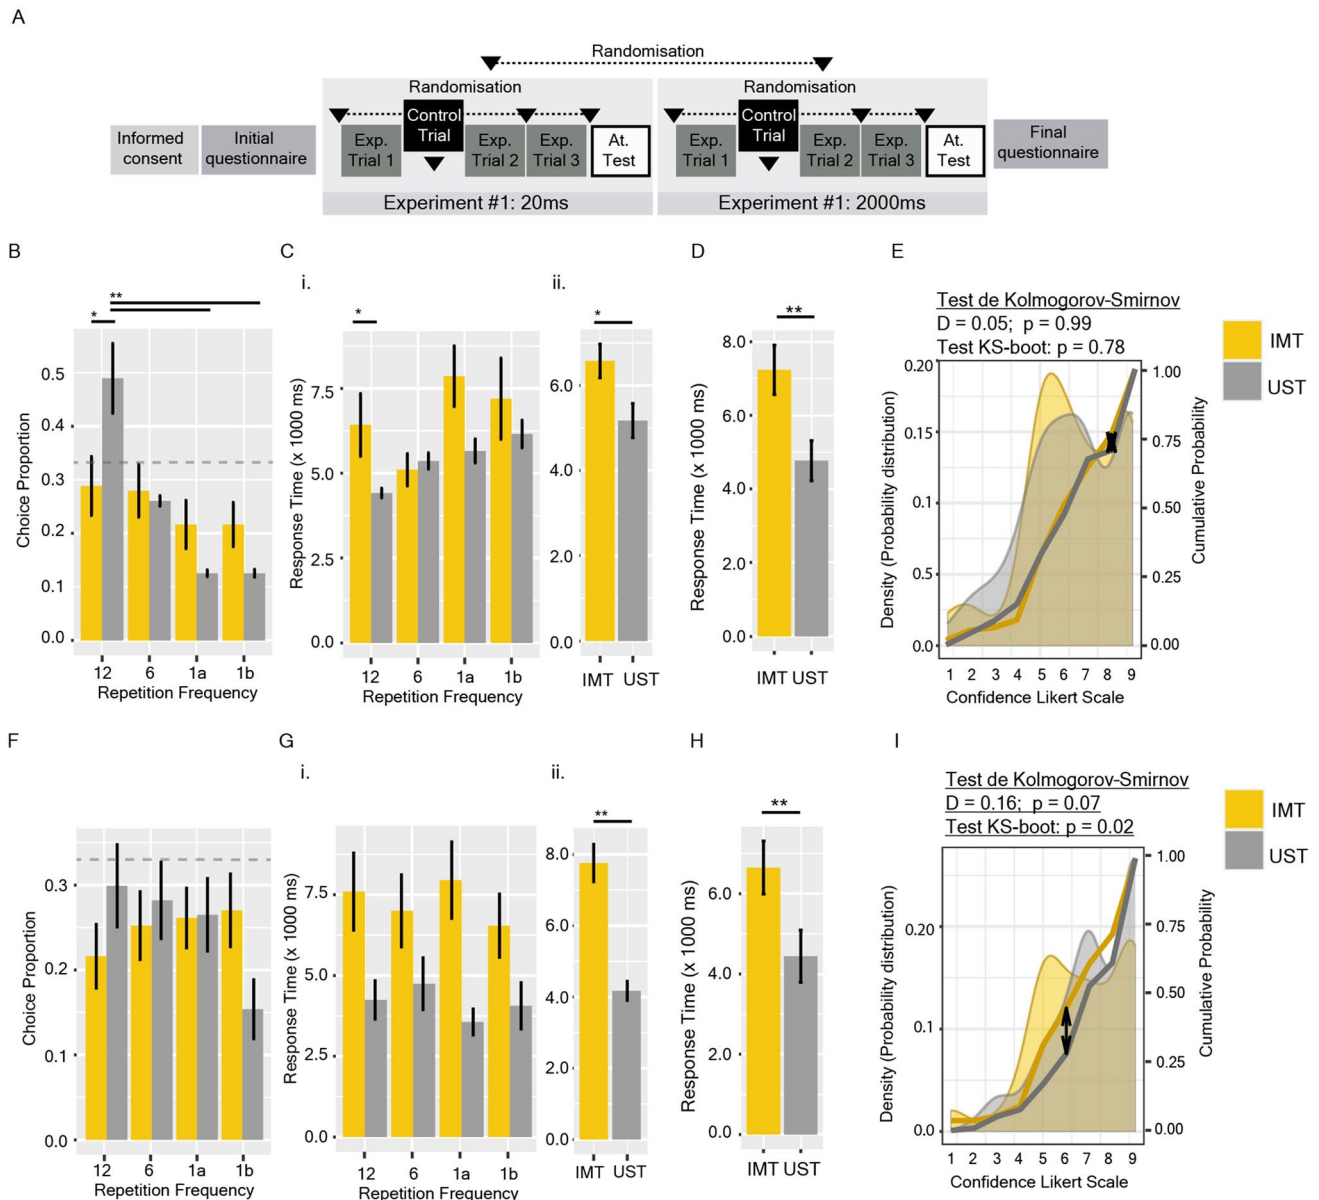 A
Randomisation
Randomisation
Randomisation
Informed consent
Initial questionnaire
Exp. Trial 1
Control Trial
Exp. Trial 2
Exp. Trial 3
At. Test
Exp. Trial 1
Control Trial
Exp. Trial 2
Exp. Trial 3
At. Test
Final questionnaire
Experiment #1: 20ms
Experiment #1: 2000ms
B
**
*
Choice Proportion
0.5
0.4
0.3
0.2
0.1
0.0
12 6 1a 1b
Repetition Frequency
C
i.
*
Response Time (x 1000 ms)
7.5
5.0
2.5
0.0
12 6 1a 1b
Repetition Frequency
ii.
*
6.0
4.0
2.0
0.0
IMT UST
D
**
Response Time (x 1000 ms)
8.0
6.0
4.0
2.0
0.0
IMT UST
E
Test de Kolmogorov-Smirnov
D = 0.05; p = 0.99
Test KS-boot: p = 0.78
Density (Probability distribution)
0.20
0.15
0.1
0.5
0.0
1.00
0.75
0.50
0.25
0.00
Cumulative Probability
1 2 3 4 5 6 7 8 9
Confidence Likert Scale
IMT
UST
F
Choice Proportion
0.3
0.2
0.1
0.0
12 6 1a 1b
Repetition Frequency
G
i.
Response Time (x 1000 ms)
7.5
5.0
2.5
0.0
12 6 1a 1b
Repetition Frequency
ii.
**
8.0
6.0
4.0
2.0
0.0
IMT UST
H
**
Response Time (x 1000 ms)
6.0
4.0
2.0
0.0
IMT UST
I
Test de Kolmogorov-Smirnov
D = 0.16; p = 0.07
Test KS-boot: p = 0.02
Density (Probability distribution)
0.20
0.1
0.0
1.00
0.75
0.50
0.25
0.00
Cumulative Probability
1 2 3 4 5 6 7 8 9
Confidence Likert Scale
IMT
UST